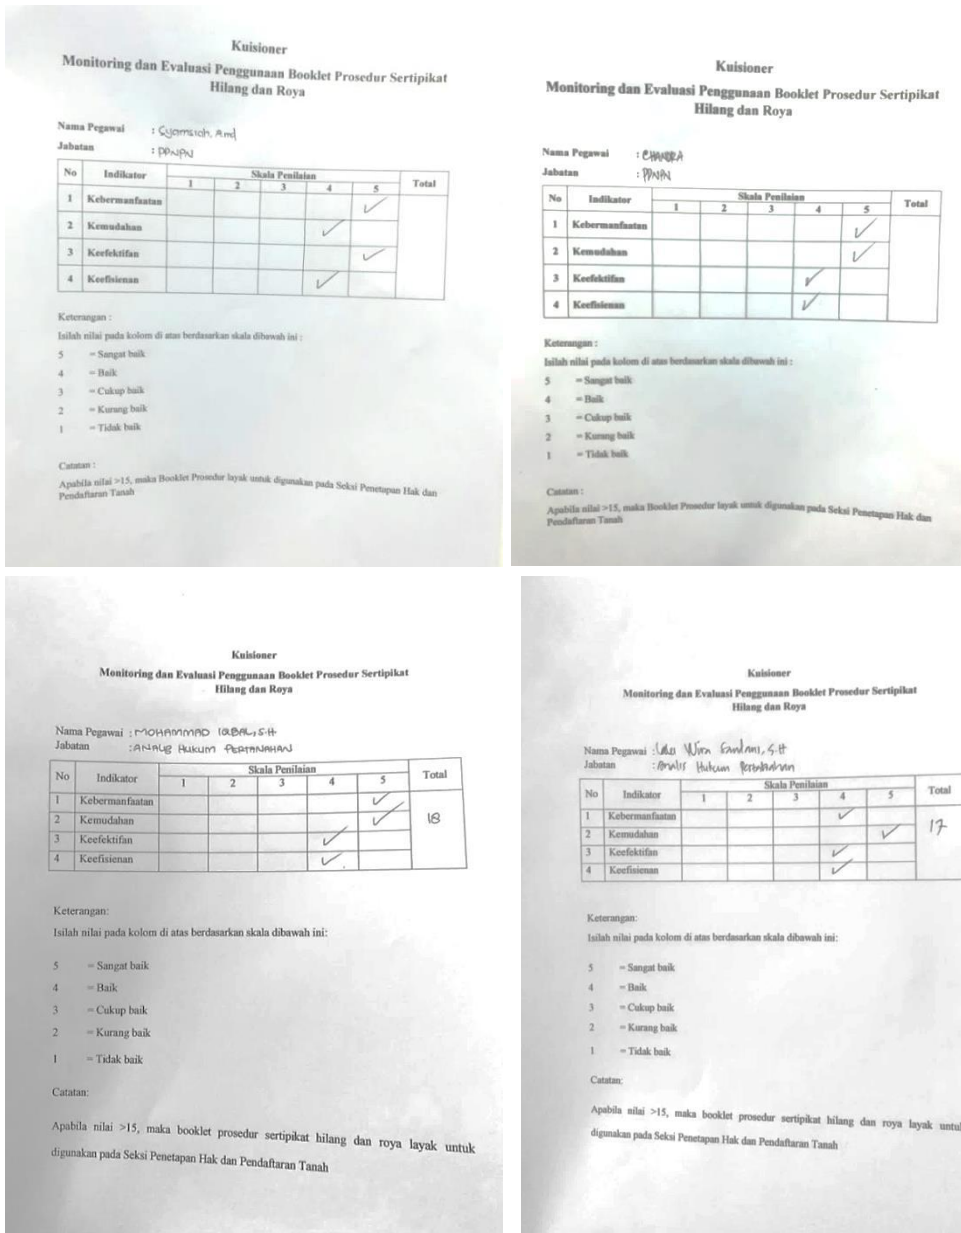 Kuisioner
Monitoring dan Evaluasi Penggunaan Booklet Prosedur Sertipikat
Hilang dan Roya
Nama Pegawai : Syamsiah, Amd
Jabatan : PPNPN
No Indikator Skala Penilaian Total
1 2 3 4 5
1 Kebermanfaatan ✓
2 Kemudahan ✓
3 Keefektifan ✓
4 Keefisienan ✓
Keterangan :
Isilah nilai pada kolom di atas berdasarkan skala dibawah ini :
5 = Sangat baik
4 = Baik
3 = Cukup baik
2 = Kurang baik
1 = Tidak baik
Catatan :
Apabila nilai >15, maka Booklet Prosedur layak untuk digunakan pada Seksi Penetapan Hak dan
Pendaftaran Tanah
Kuisioner
Monitoring dan Evaluasi Penggunaan Booklet Prosedur Sertipikat
Hilang dan Roya
Nama Pegawai : CHANDRA
Jabatan : PPNPN
No Indikator Skala Penilaian Total
1 2 3 4 5
1 Kebermanfaatan ✓
2 Kemudahan ✓
3 Keefektifan ✓
4 Keefisienan ✓
Keterangan :
Isilah nilai pada kolom di atas berdasarkan skala dibawah ini :
5 = Sangat baik
4 = Baik
3 = Cukup baik
2 = Kurang baik
1 = Tidak baik
Catatan :
Apabila nilai >15, maka Booklet Prosedur layak untuk digunakan pada Seksi Penetapan Hak dan
Pendaftaran Tanah
Kuisioner
Monitoring dan Evaluasi Penggunaan Booklet Prosedur Sertipikat
Hilang dan Roya
Nama Pegawai : MOHAMMAD IQBAL, S.H
Jabatan : ANALIS HUKUM PERTANAHAN
No Indikator Skala Penilaian Total
1 2 3 4 5
1 Kebermanfaatan ✓
2 Kemudahan ✓ 18
3 Keefektifan ✓
4 Keefisienan ✓
Keterangan:
Isilah nilai pada kolom di atas berdasarkan skala dibawah ini:
5 = Sangat baik
4 = Baik
3 = Cukup baik
2 = Kurang baik
1 = Tidak baik
Catatan:
Apabila nilai >15, maka booklet prosedur sertipikat hilang dan roya layak untuk
digunakan pada Seksi Penetapan Hak dan Pendaftaran Tanah
Kuisioner
Monitoring dan Evaluasi Penggunaan Booklet Prosedur Sertipikat
Hilang dan Roya
Nama Pegawai : Wira S.H
Jabatan : Analis Hukum Pertanahan
No Indikator Skala Penilaian Total
1 2 3 4 5
1 Kebermanfaatan ✓
2 Kemudahan ✓ 17
3 Keefektifan ✓
4 Keefisienan ✓
Keterangan:
Isilah nilai pada kolom di atas berdasarkan skala dibawah ini:
5 = Sangat baik
4 = Baik
3 = Cukup baik
2 = Kurang baik
1 = Tidak baik
Catatan:
Apabila nilai >15, maka booklet prosedur sertipikat hilang dan roya layak untu
digunakan pada Seksi Penetapan Hak dan Pendaftaran Tanah